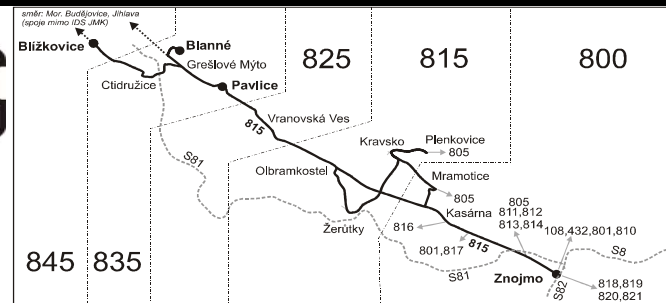 směr: Mor. Budějovice, Jihlava
(spoje mimo IDS JMK)
Blížkovice
Blanné
Grešlové Mýto
Ctidružice
Pavlice
825
815
800
Vranovská Ves
815
Kravsko
Plenkovice
805
S81
Olbramkostel
Mramotice
805
Žerůtky
Kasárna
816
805
811,812
813,814
108,432,801,810
801,817
815
S8
845
835
S81
Znojmo
S82
818,819
820,821